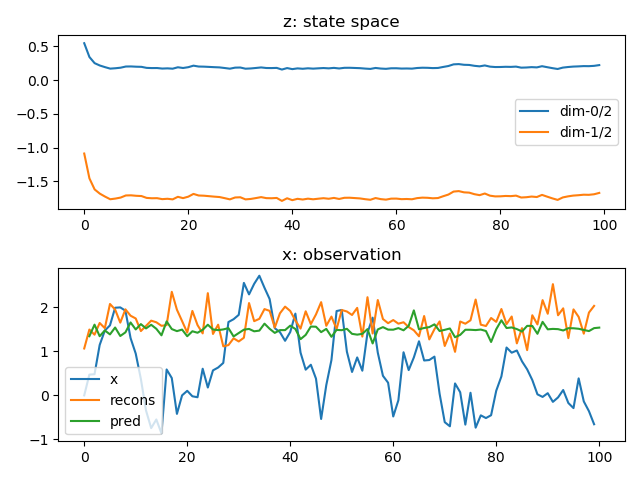 z: state space
0.5
0.0
−0.5
−1.0
−1.5
dim-0/2
dim-1/2
0 20 40 60 80 100
x: observation
2
1
0
−1
x
recons
pred
0 20 40 60 80 100